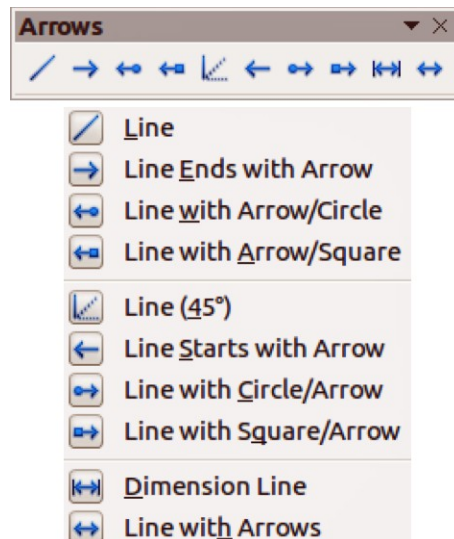 Arrows
Line
Line Ends with Arrow
Line with Arrow/Circle
Line with Arrow/Square
Line (45°)
Line Starts with Arrow
Line with Circle/Arrow
Line with Square/Arrow
Dimension Line
Line with Arrows